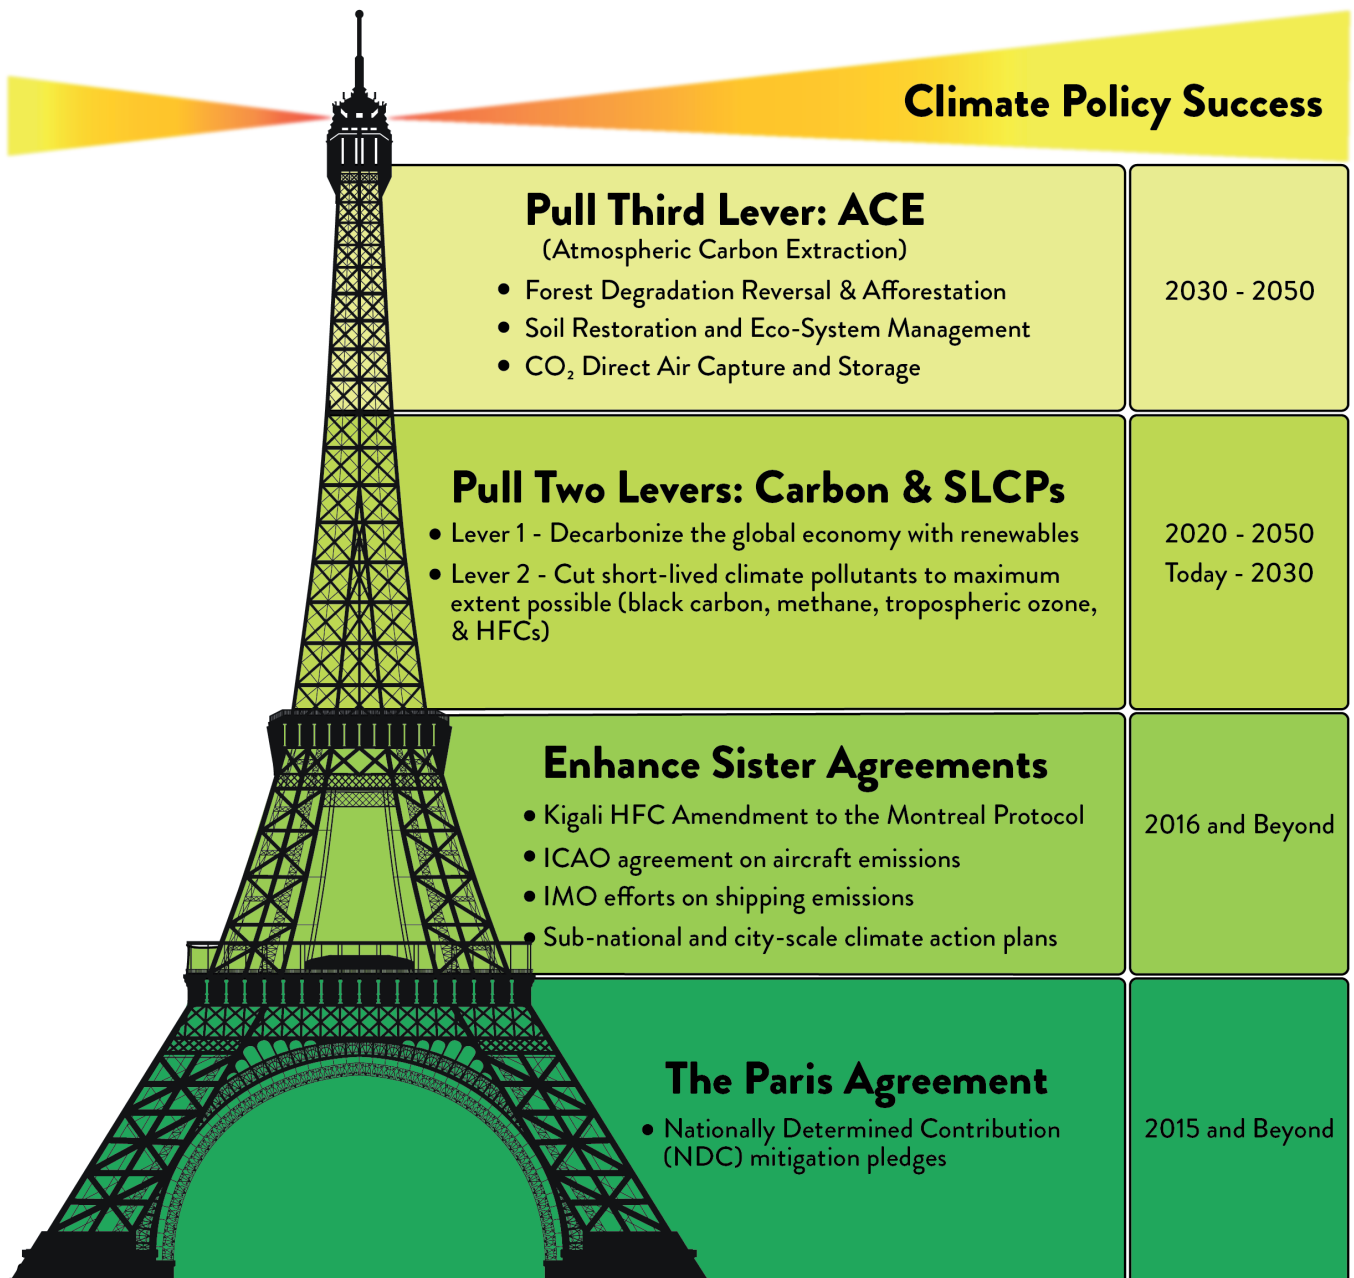 Climate Policy Success
Pull Third Lever: ACE
(Atmospheric Carbon Extraction)
• Forest Degradation Reversal & Afforestation
• Soil Restoration and Eco-System Management
• CO₂ Direct Air Capture and Storage
2030 - 2050
Pull Two Levers: Carbon & SLCPs
• Lever 1 - Decarbonize the global economy with renewables
• Lever 2 - Cut short-lived climate pollutants to maximum
extent possible (black carbon, methane, tropospheric ozone,
& HFCs)
2020 - 2050
Today - 2030
Enhance Sister Agreements
• Kigali HFC Amendment to the Montreal Protocol
• ICAO agreement on aircraft emissions
• IMO efforts on shipping emissions
• Sub-national and city-scale climate action plans
2016 and Beyond
The Paris Agreement
• Nationally Determined Contribution
(NDC) mitigation pledges
2015 and Beyond